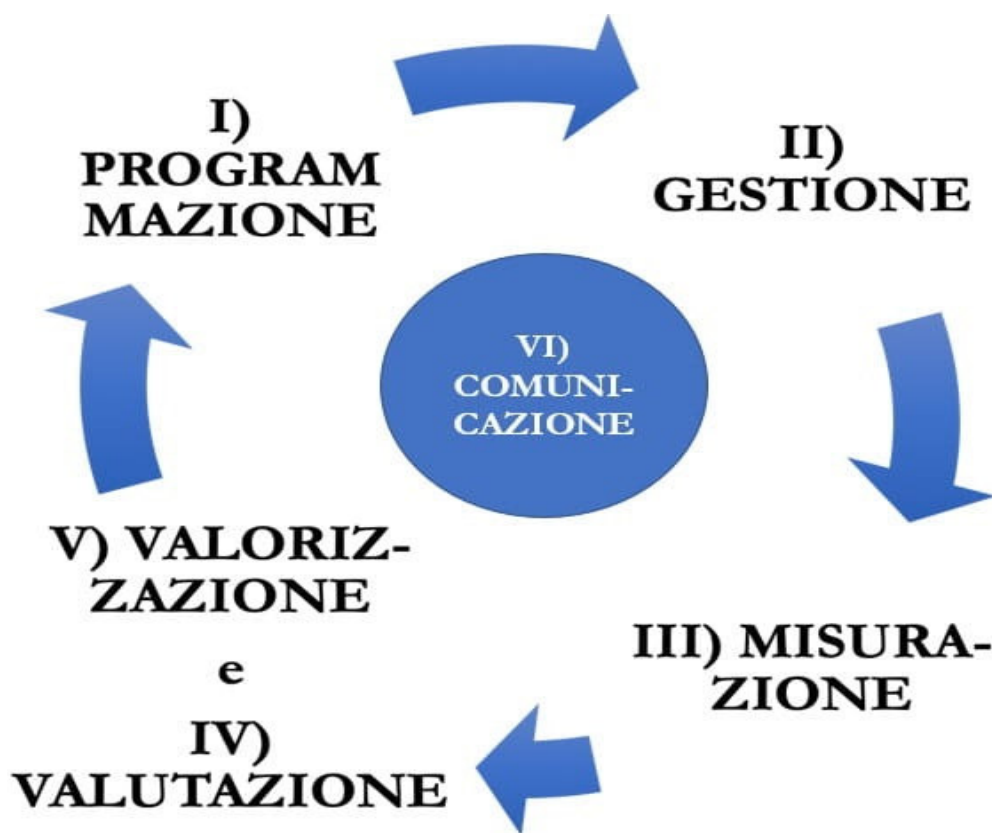 I)
PROGRAM
MAZIONE
II)
GESTIONE
VI)
COMUNI-
CAZIONE
III) MISURA-
ZIONE
V) VALORIZ-
ZAZIONE
e
IV)
VALUTAZIONE